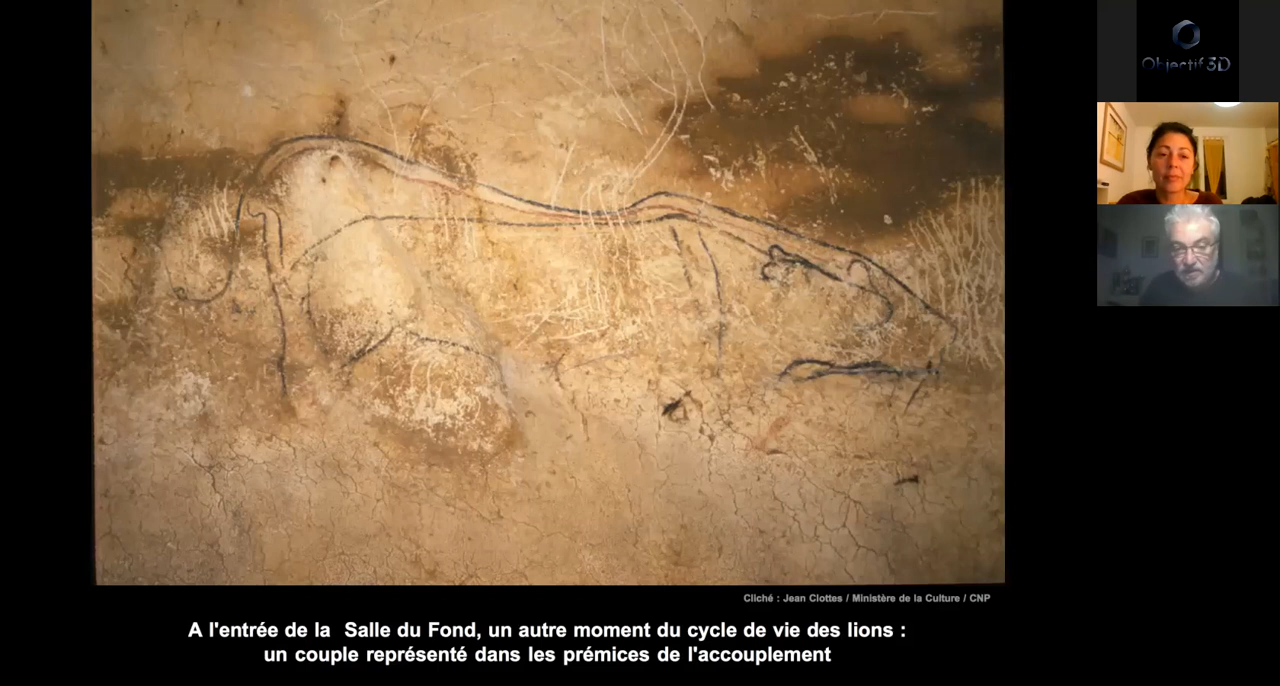 Objectif 3D
Cliché : Jean Clottes / Ministère de la Culture / CNP
A l'entrée de la Salle du Fond, un autre moment du cycle de vie des lions :
un couple représenté dans les prémices de l'accouplement